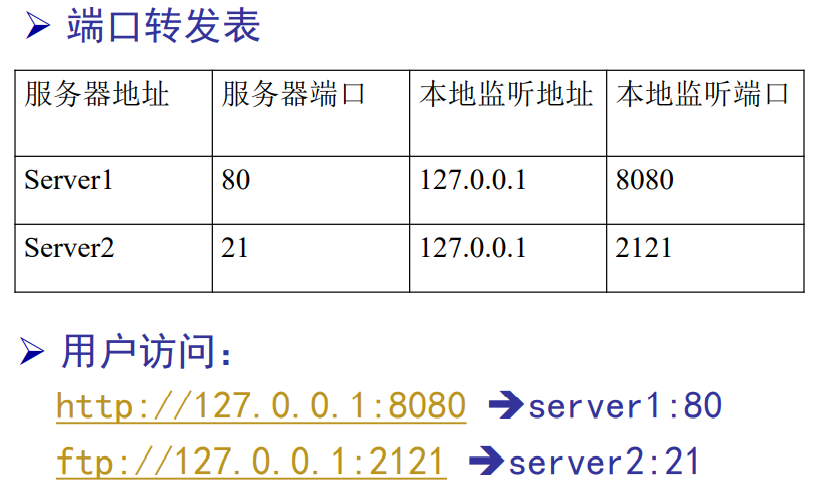 端口转发表
服务器地址 服务器端口 本地监听地址 本地监听端口
Server1 80 127.0.0.1 8080
Server2 21 127.0.0.1 2121
用户访问：
http://127.0.0.1:8080 ➔server1:80
ftp://127.0.0.1:2121 ➔server2:21